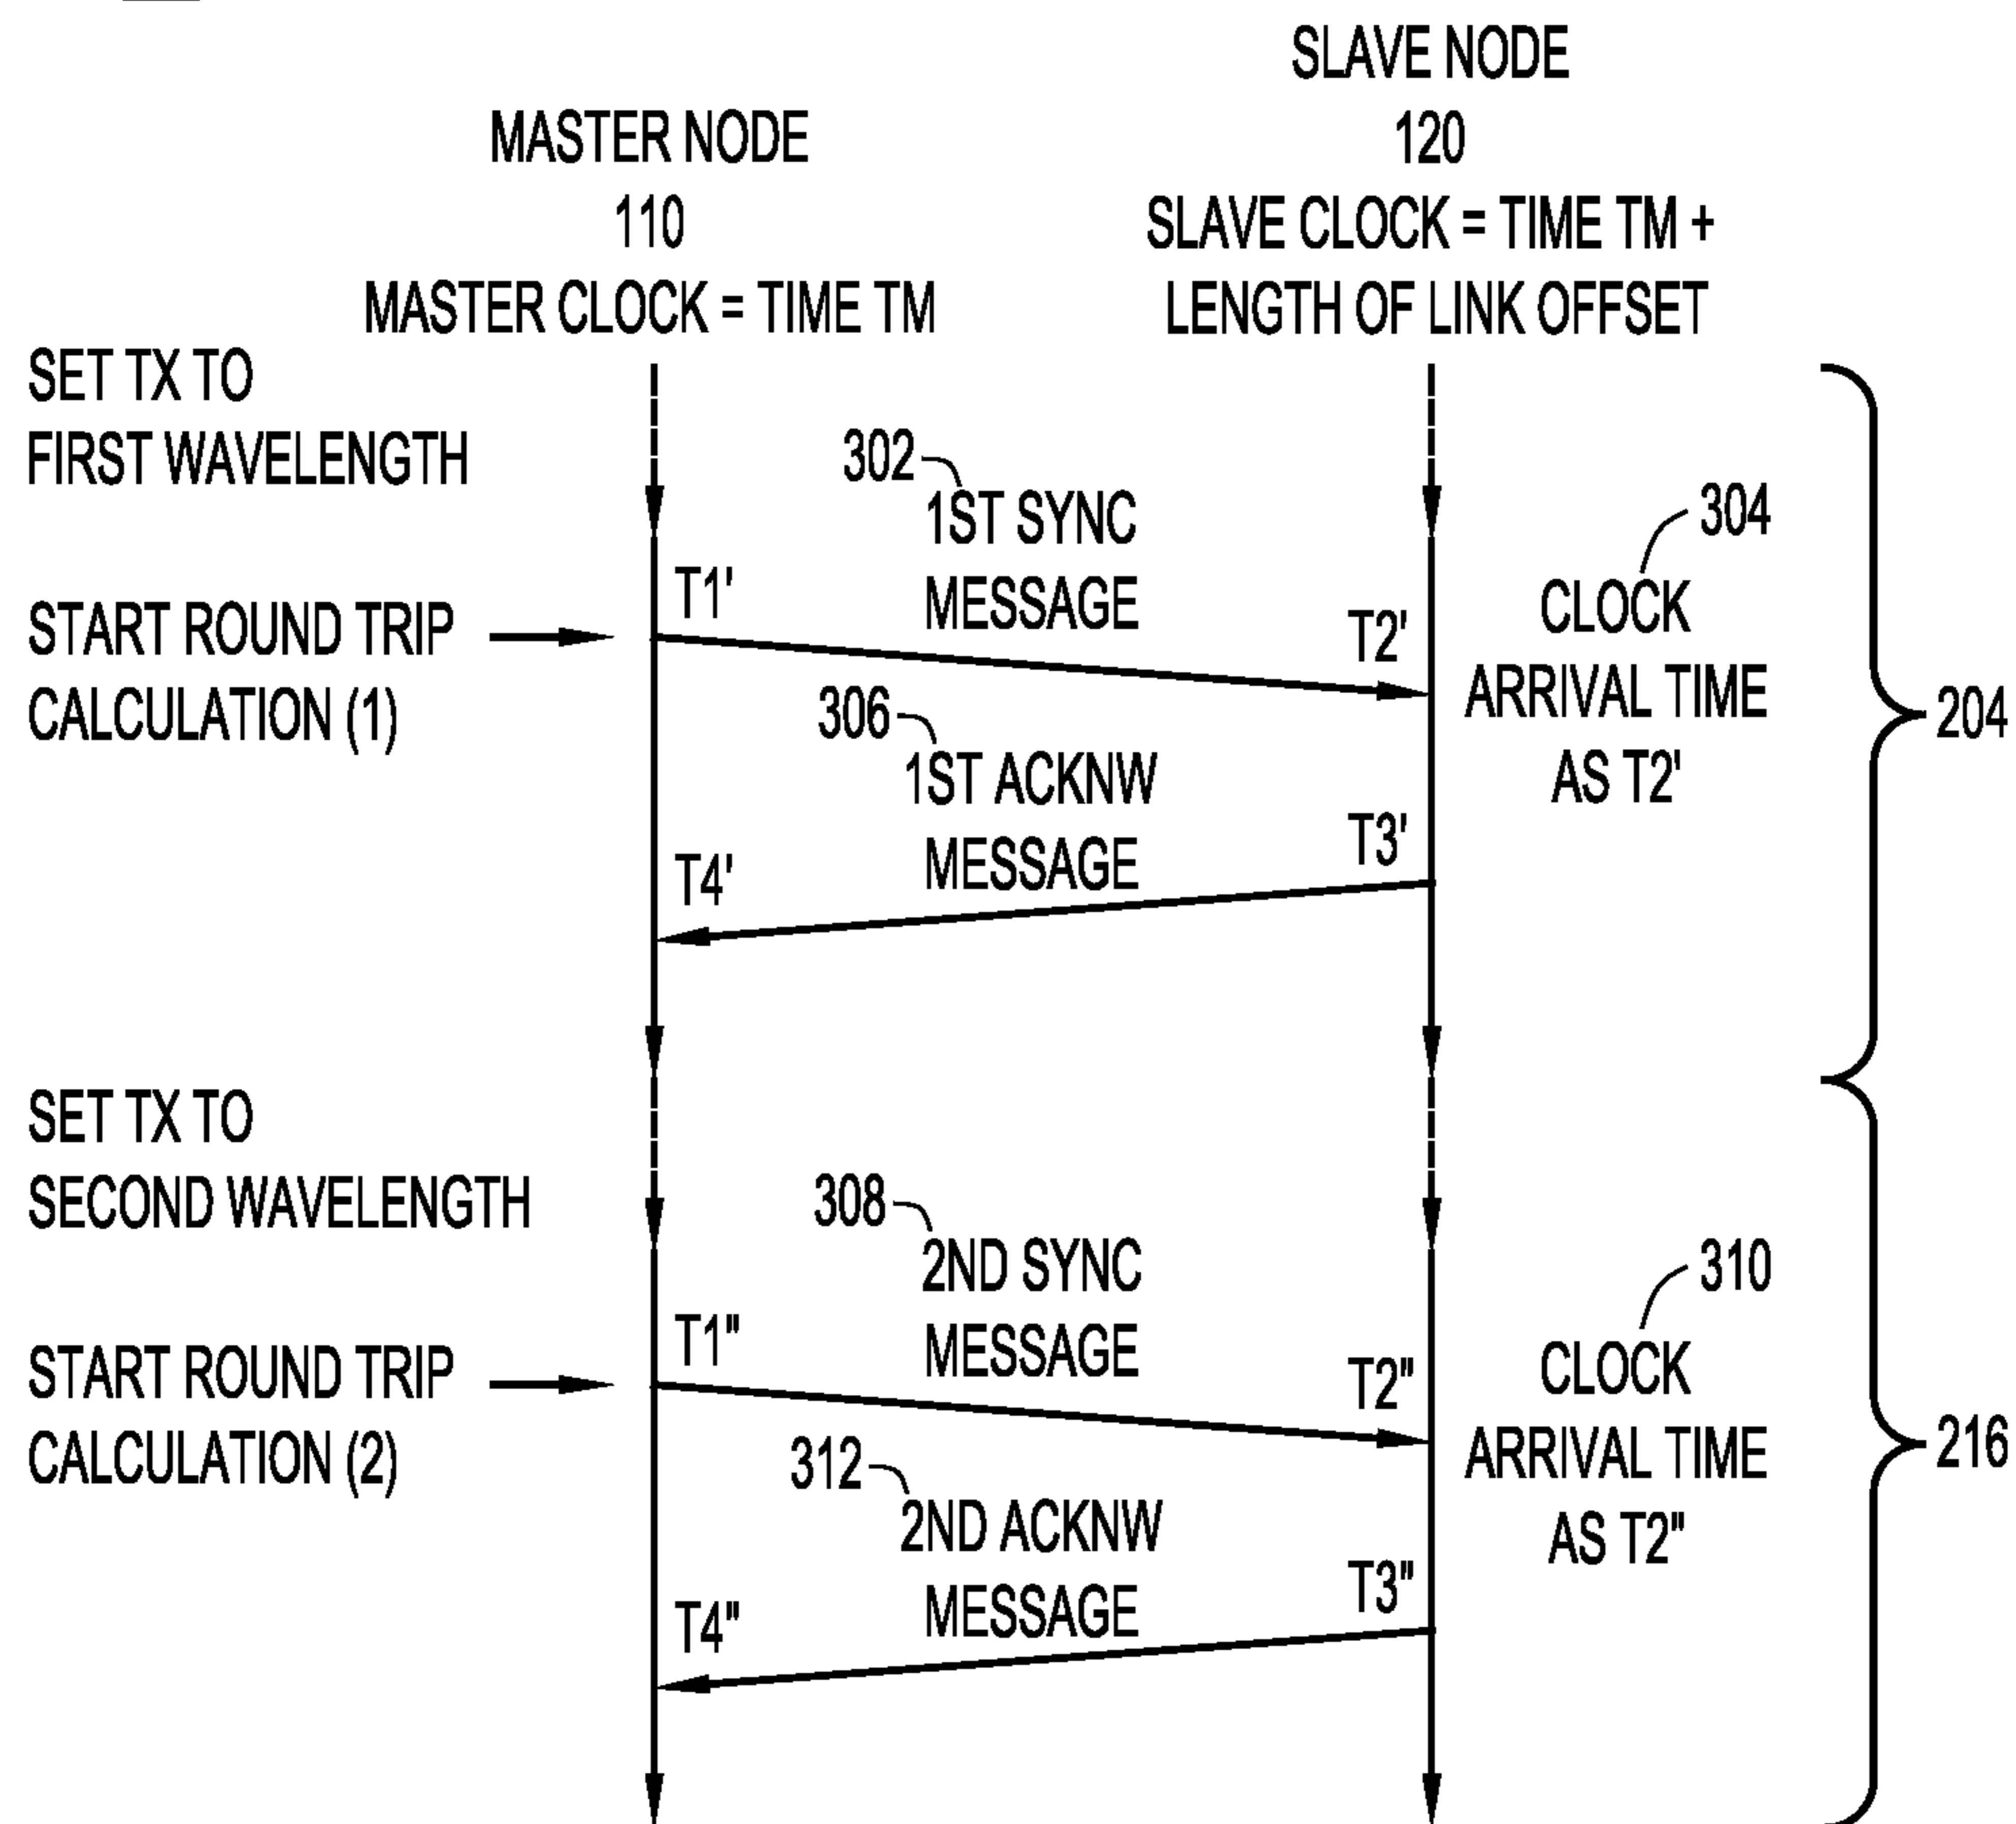 SLAVE NODE
120
SLAVE CLOCK = TIME TM +
LENGTH OF LINK OFFSET
MASTER NODE
110
MASTER CLOCK = TIME TM
SET TX TO
FIRST WAVELENGTH
302
1ST SYNC
MESSAGE
304
CLOCK
ARRIVAL TIME
AS T2'
T1'
T2'
START ROUND TRIP
CALCULATION (1)
204
306
1ST ACKNW
MESSAGE
T3'
T4'
SET TX TO
SECOND WAVELENGTH
308
2ND SYNC
MESSAGE
310
CLOCK
ARRIVAL TIME
AS T2"
T1"
T2"
START ROUND TRIP
CALCULATION (2)
216
312
2ND ACKNW
MESSAGE
T3"
T4"